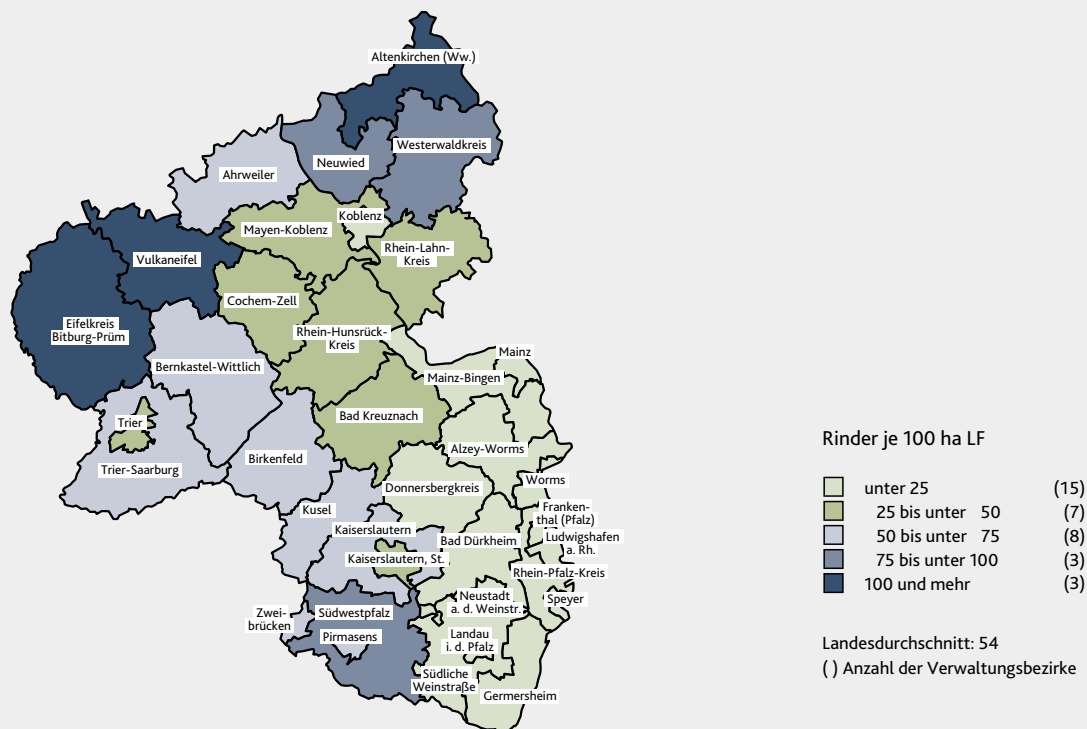 Altenkirchen (Ww.)
Westerwaldkreis
Neuwied
Ahrweiler
Koblenz
Mayen-Koblenz
Rhein-Lahn-
Kreis
Vulkaneifel
Cochem-Zell
Eifelkreis
Bitburg-Prüm
Rhein-Hunsrück-
Kreis
Mainz
Bernkastel-Wittlich
Mainz-Bingen
Bad Kreuznach
Trier
Alzey-Worms
Birkenfeld
Trier-Saarburg
Worms
Donnersbergkreis
Kusel
Franken-
thal (Pfalz)
Kaiserslautern
Ludwigshafen
a. Rh.
Bad Dürkheim
Kaiserslautern, St.
Rhein-Pfalz-Kreis
Neustadt
a. d. Weinstr.
Speyer
Zwei-
brücken
Südwestpfalz
Pirmasens
Landau
i. d. Pfalz
Südliche
Weinstraße
Germersheim
Rinder je 100 ha LF
unter 25 (15)
25 bis unter 50 (7)
50 bis unter 75 (8)
75 bis unter 100 (3)
100 und mehr (3)
Landesdurchschnitt: 54
( ) Anzahl der Verwaltungsbezirke